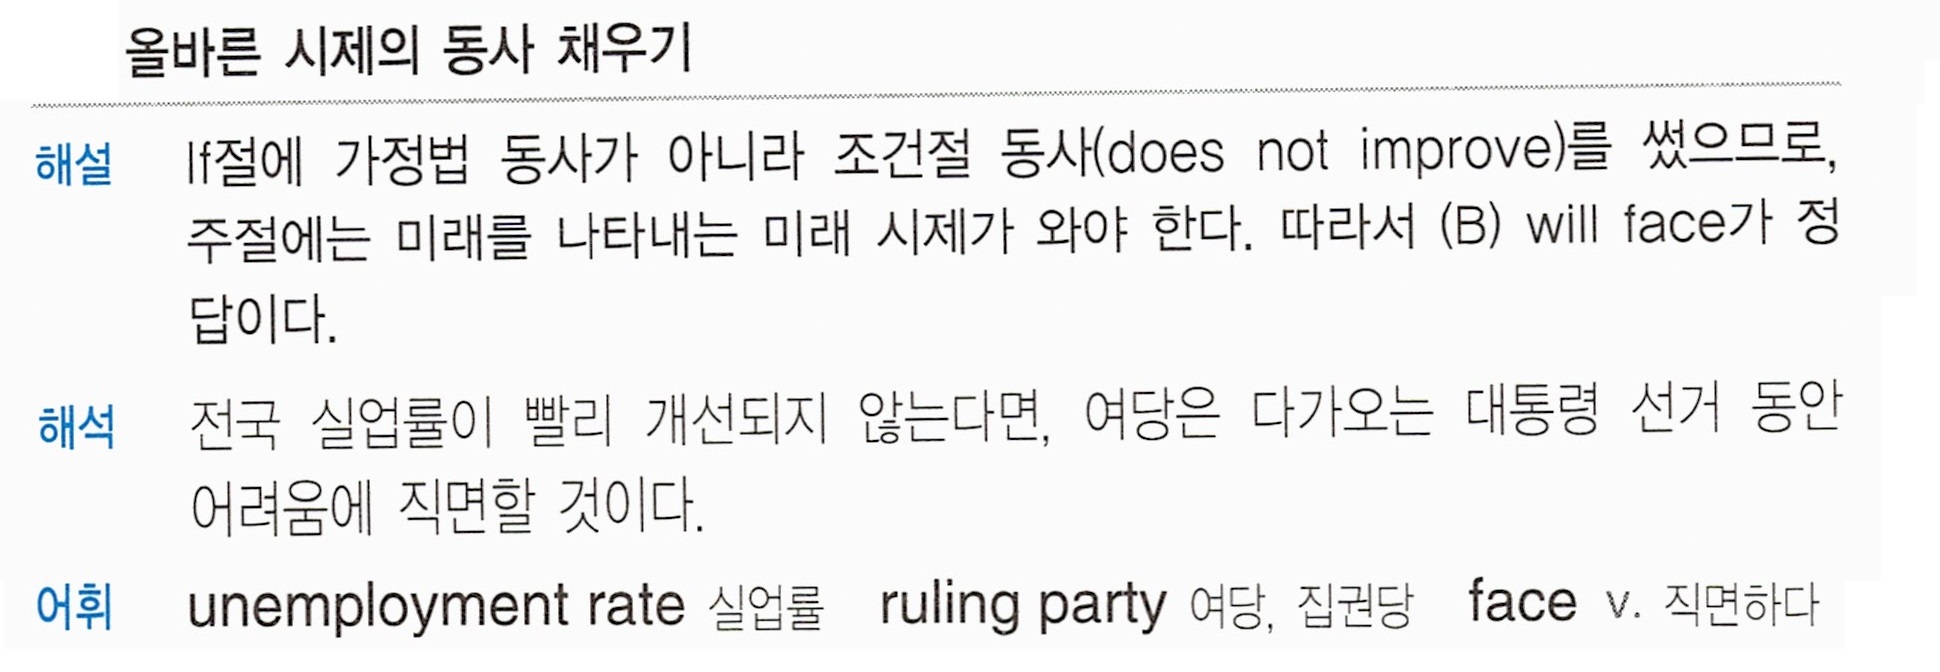 올바른 시제의 동사 채우기
해설 If절에 가정법 동사가 아니라 조건절 동사(does not improve)를 썼으므로,
주절에는 미래를 나타내는 미래 시제가 와야 한다. 따라서 (B) will face가 정
답이다.
해석 전국 실업률이 빨리 개선되지 않는다면, 여당은 다가오는 대통령 선거 동안
어려움에 직면할 것이다.
어휘 unemployment rate 실업률 ruling party 여당, 집권당 face v. 직면하다